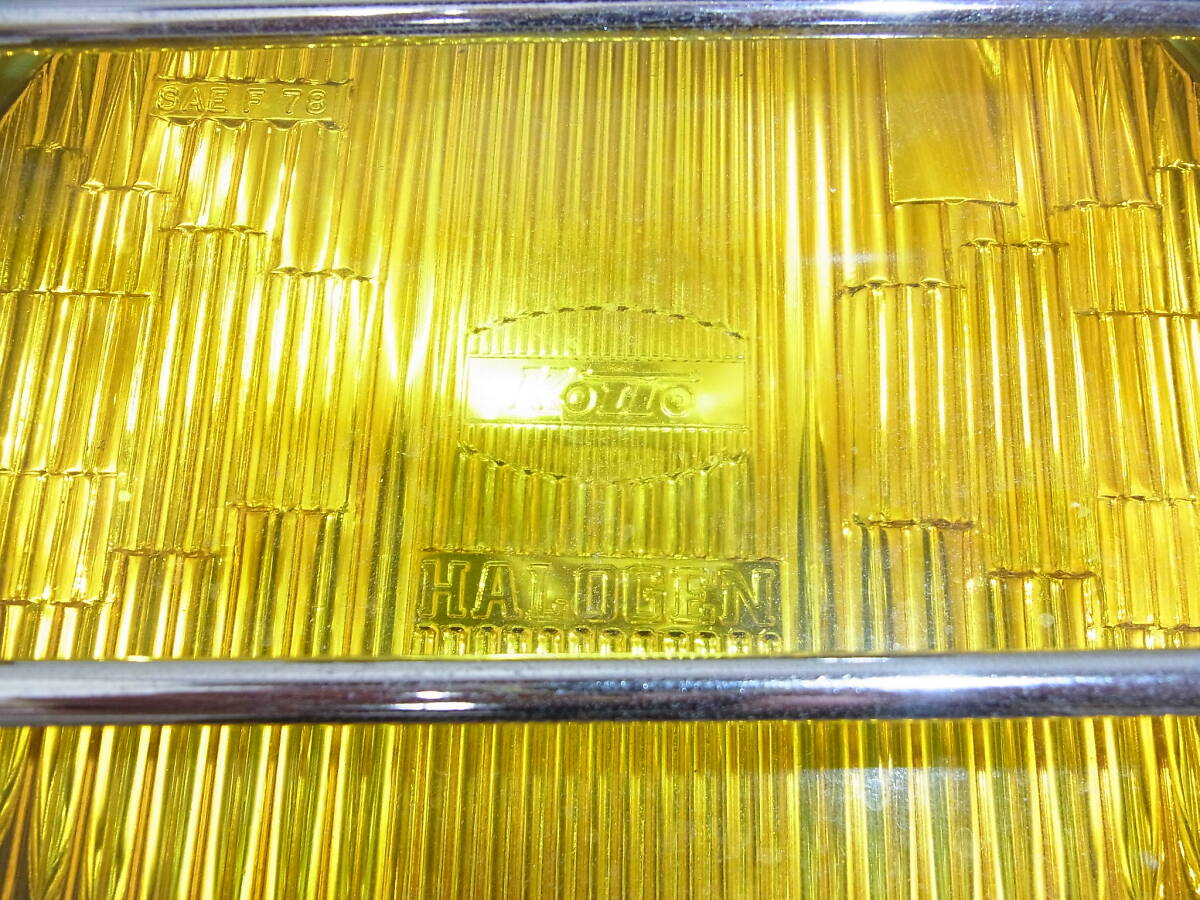 SAE F 78
Koito
HALOGEN